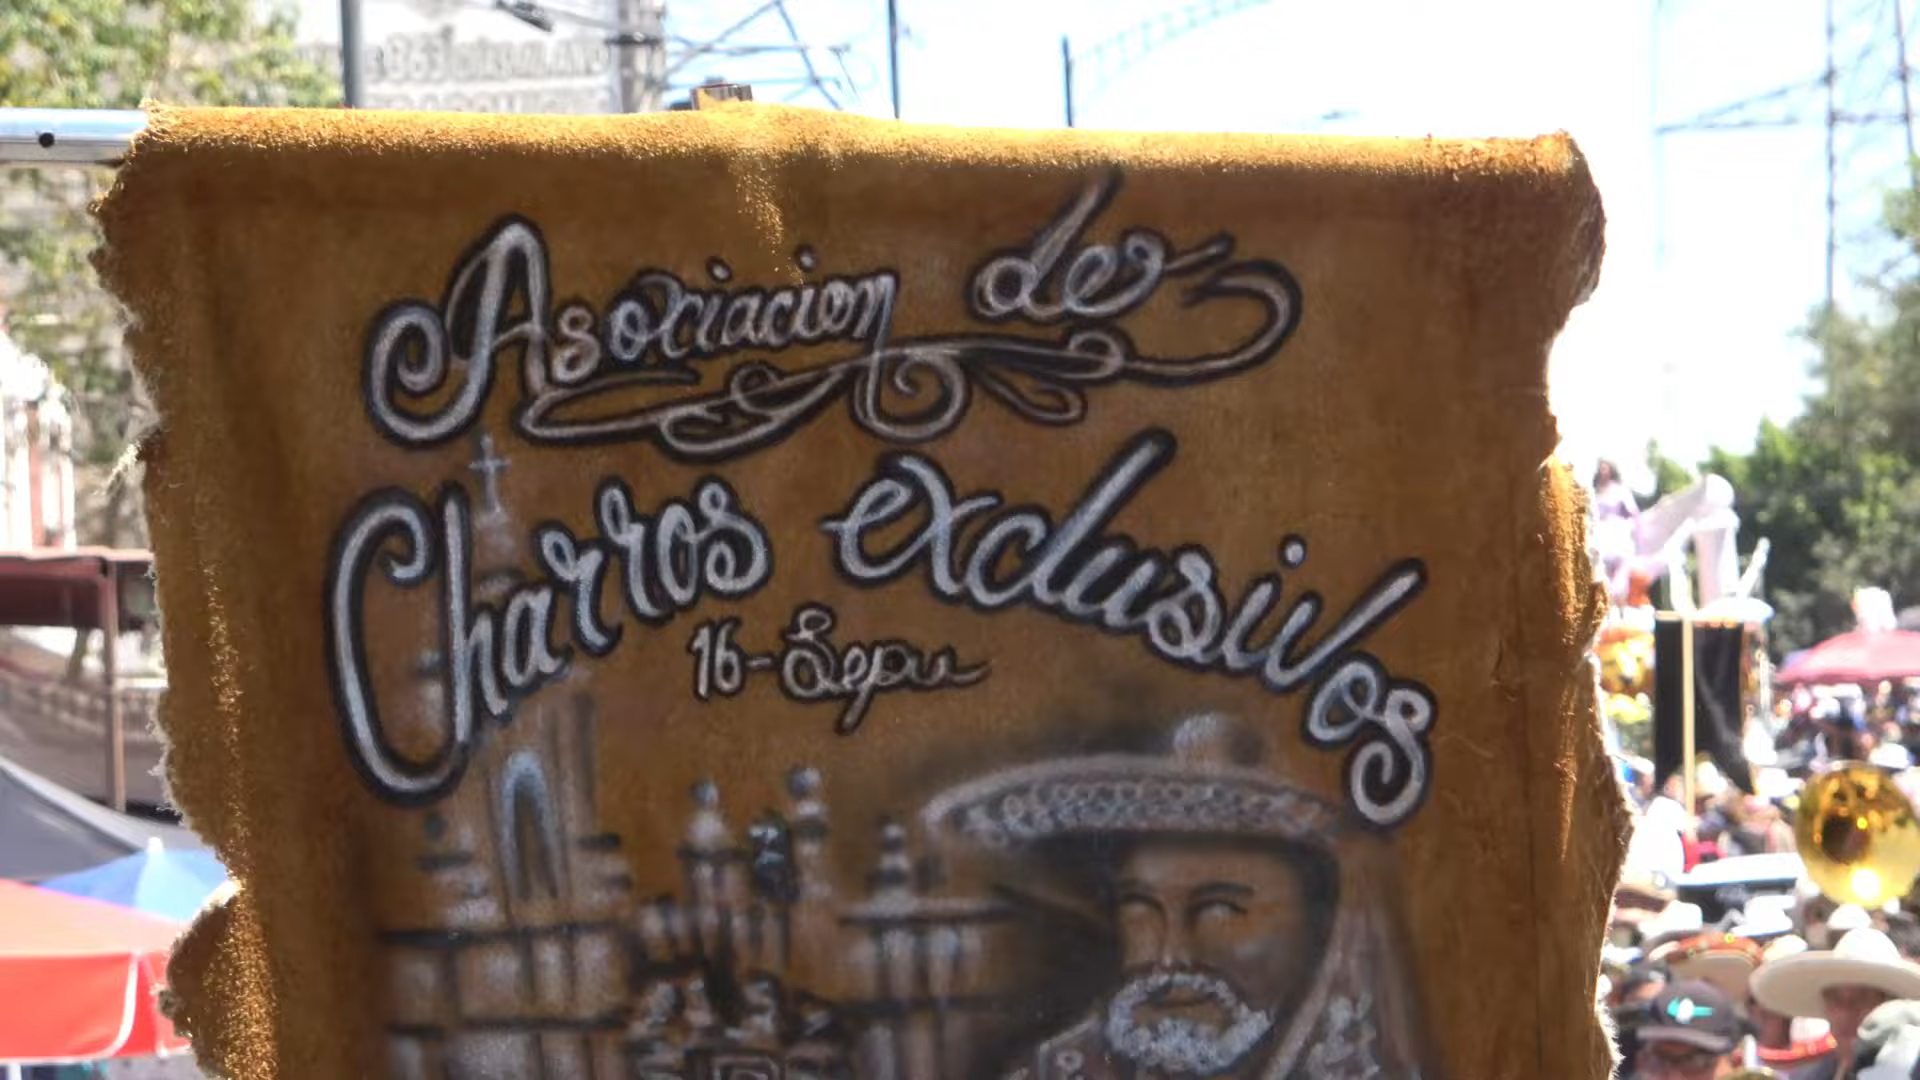 Asociacion de
Charros exclusivos
16-Sepu